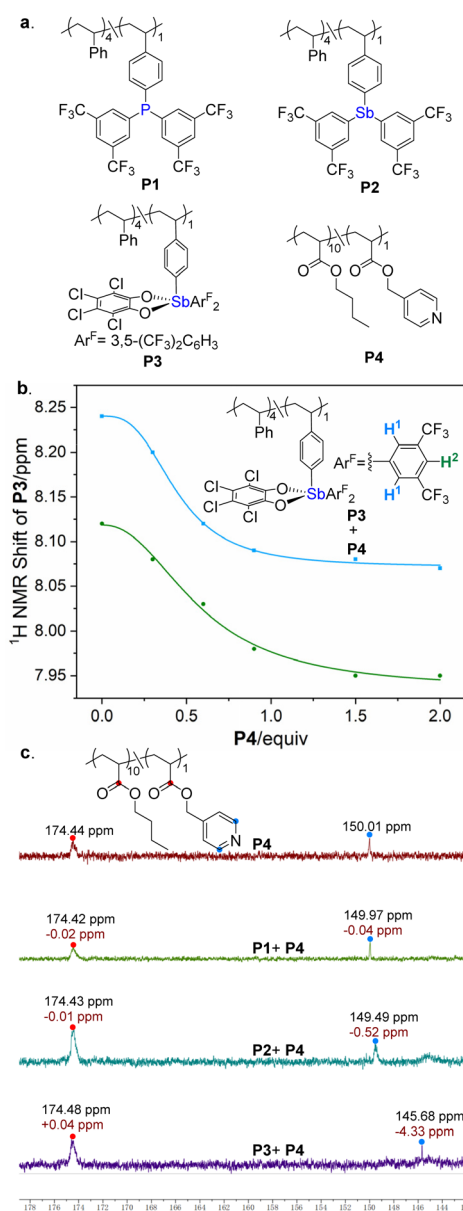 a.
4
1
Ph
CF₃
P
CF₃
CF₃
CF₃
P1
4
1
Ph
CF₃
Sb
CF₃
CF₃
CF₃
P2
4
1
Ph
Cl
Cl
O
Cl
O
SbArF₂
Cl
ArF= 3,5-(CF₃)₂C₆H₃
P3
10
1
O
O
O
O
N
P4
b.
8.25
8.20
8.15
8.10
8.05
8.00
7.95
¹H NMR Shift of P3/ppm
4
1
Ph
Cl
Cl
O
Cl
O
SbArF₂
Cl
P3
+
P4
ArF=
H¹
CF₃
H²
H¹
CF₃
0.0 0.5 1.0 1.5 2.0
P4/equiv
c.
10
1
O
O
O
O
N
174.44 ppm
P4
150.01 ppm
174.42 ppm
-0.02 ppm
P1+ P4
149.97 ppm
-0.04 ppm
174.43 ppm
-0.01 ppm
P2+ P4
149.49 ppm
-0.52 ppm
174.48 ppm
+0.04 ppm
P3+ P4
145.68 ppm
-4.33 ppm
178 176 174 172 170 168 166 164 162 160 158 156 154 152 150 148 146 144 142